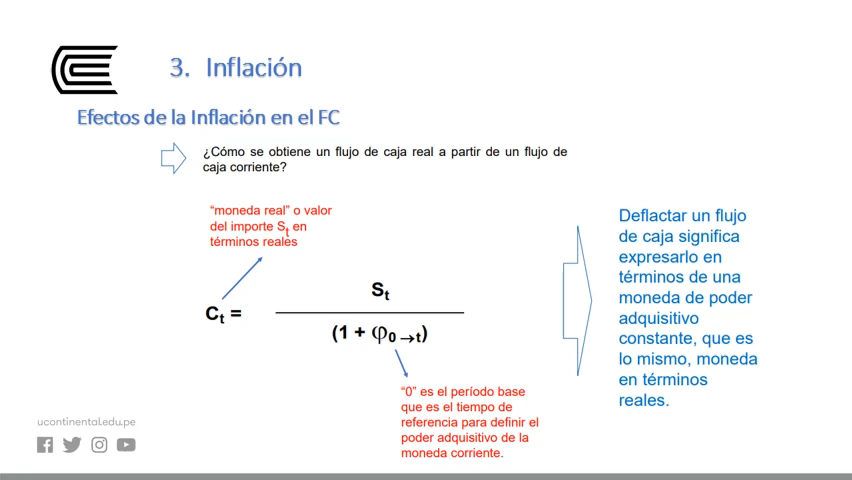 3. Inflación
Efectos de la Inflación en el FC
¿Cómo se obtiene un flujo de caja real a partir de un flujo de
caja corriente?
“moneda real” o valor
del importe St en
términos reales
Ct =
St
(1 + φ0 →t)
“0” es el período base
que es el tiempo de
referencia para definir el
poder adquisitivo de la
moneda corriente.
Deflactar un flujo
de caja significa
expresarlo en
términos de una
moneda de poder
adquisitivo
constante, que es
lo mismo, moneda
en términos
reales.
ucontinental.edu.pe